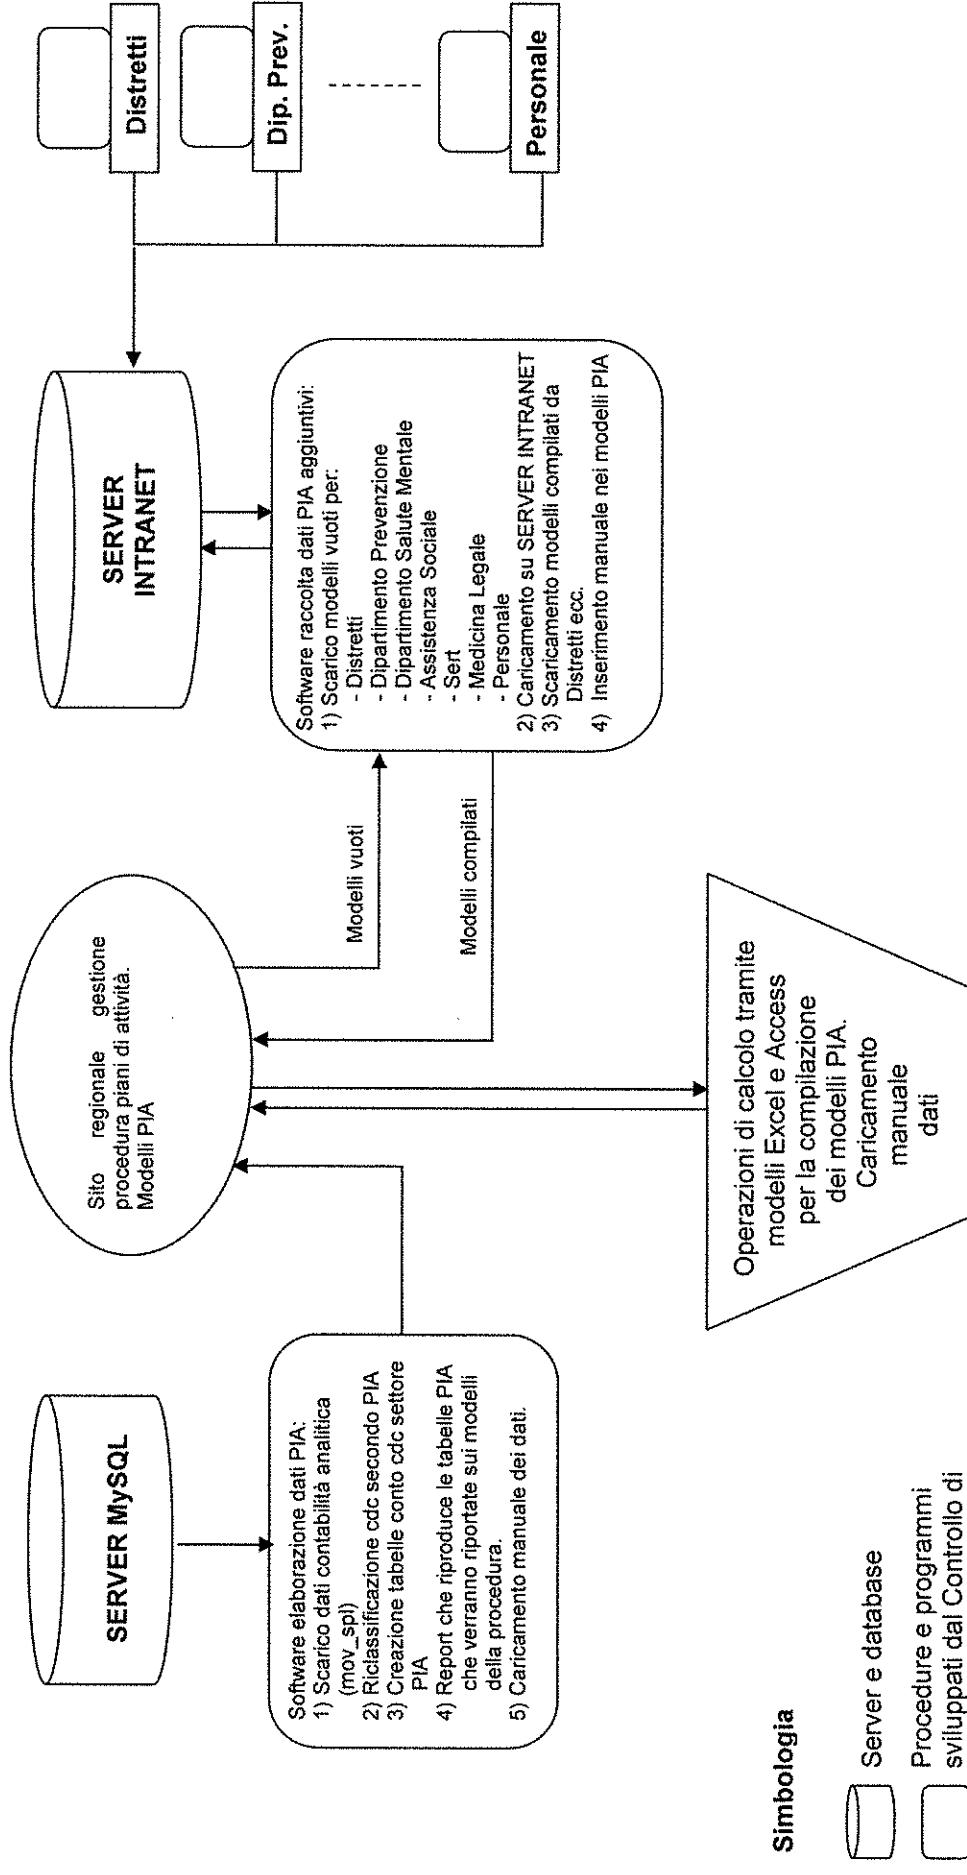 SERVER MySQL
Software elaborazione dati PIA:
1) Scarico dati contabilità analitica
(mov_spl)
2) Riclassificazione cdc secondo PIA
3) Creazione tabelle conto cdc settore
PIA
4) Report che riproduce le tabelle PIA
che verranno riportate sui modelli
della procedura.
5) Caricamento manuale dei dati.
Sito regionale gestione
procedura piani di attività.
Modelli PIA
Modelli vuoti
Modelli compilati
SERVER
INTRANET
Software raccolta dati PIA aggiuntivi:
1) Scarico modelli vuoti per:
- Distretti
- Dipartimento Prevenzione
- Dipartimento Salute Mentale
- Assistenza Sociale
- Sert
- Medicina Legale
- Personale
2) Caricamento su SERVER INTRANET
3) Scaricamento modelli compilati da
Distretti ecc.
4) Inserimento manuale nei modelli PIA
Distretti
Dip. Prev.
Personale
Operazioni di calcolo tramite
modelli Excel e Access
per la compilazione
dei modelli PIA.
Caricamento
manuale
dati
Simbologia
Server e database
Procedure e programmi
sviluppati dal Controllo di